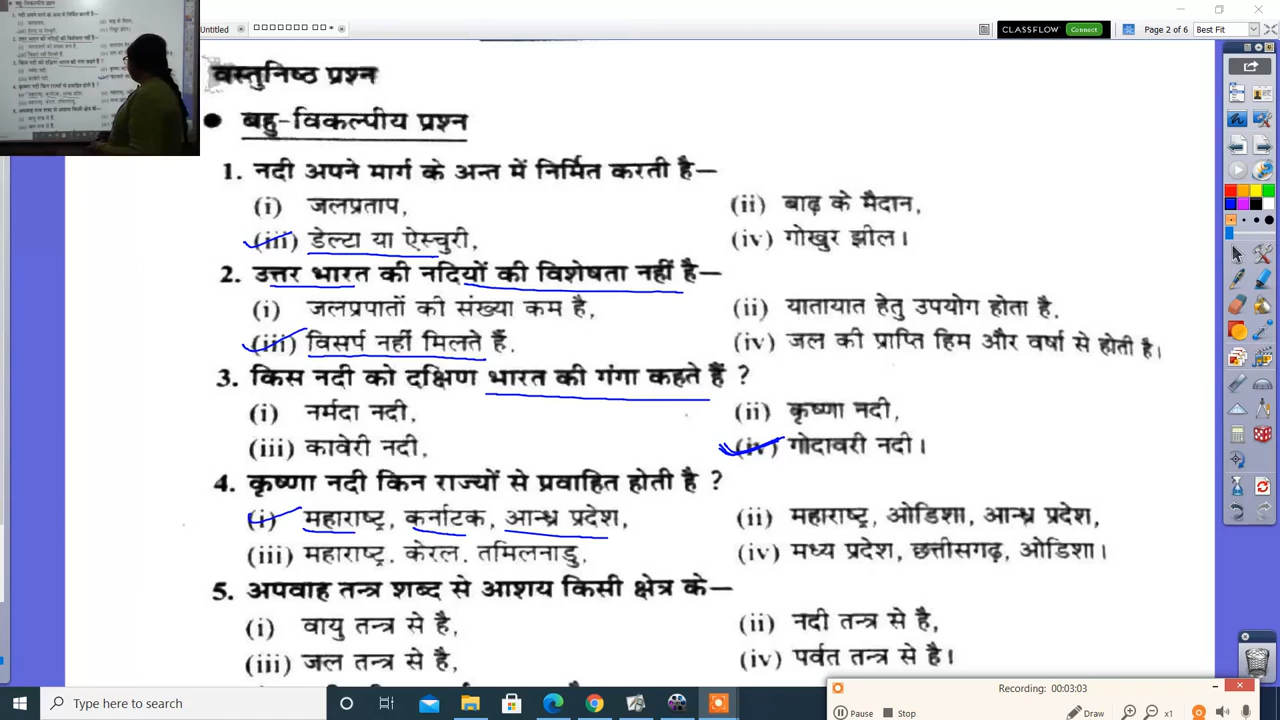 Untitled
CLASSFLOW Connect
Page 2 of 6
Best Fit
वस्तुनिष्ठ प्रश्न
● बहु-विकल्पीय प्रश्न
1. नदी अपने मार्ग के अन्त में निर्मित करती है—
(i) जलप्रताप, (ii) बाढ़ के मैदान,
(iii) डेल्टा या ऐस्चुरी, (iv) गोखुर झील।
2. उत्तर भारत की नदियों की विशेषता नहीं है—
(i) जलप्रपातों की संख्या कम है, (ii) यातायात हेतु उपयोग होता है.
(iii) विसर्प नहीं मिलते हैं. (iv) जल की प्राप्ति हिम और वर्षा से होती है।
3. किस नदी को दक्षिण भारत की गंगा कहते हैं ?
(i) नर्मदा नदी, (ii) कृष्णा नदी,
(iii) कावेरी नदी, (iv) गोदावरी नदी।
4. कृष्णा नदी किन राज्यों से प्रवाहित होती है ?
(i) महाराष्ट्र, कर्नाटक, आन्ध्र प्रदेश, (ii) महाराष्ट्र, ओडिशा, आन्ध्र प्रदेश,
(iii) महाराष्ट्र. केरल. तमिलनाडु, (iv) मध्य प्रदेश, छत्तीसगढ़, ओडिशा।
5. अपवाह तन्त्र शब्द से आशय किसी क्षेत्र के—
(i) वायु तन्त्र से है, (ii) नदी तन्त्र से है,
(iii) जल तन्त्र से है, (iv) पर्वत तन्त्र से है।
Recording: 00:03:03
Type here to search
Pause Stop Draw x1